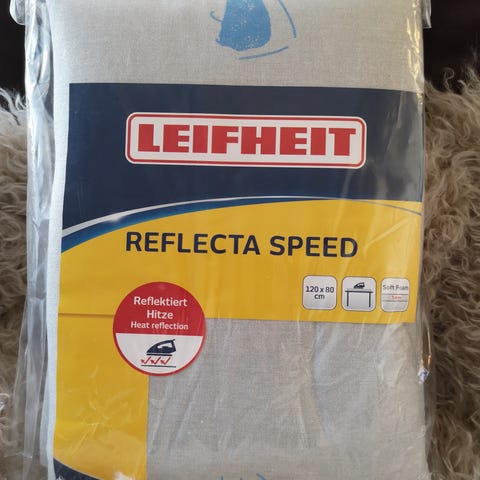 LEIFHEIT
REFLECTA SPEED
120 x 80
cm
Soft Foam
Reflektiert
Hitze
Heat reflection